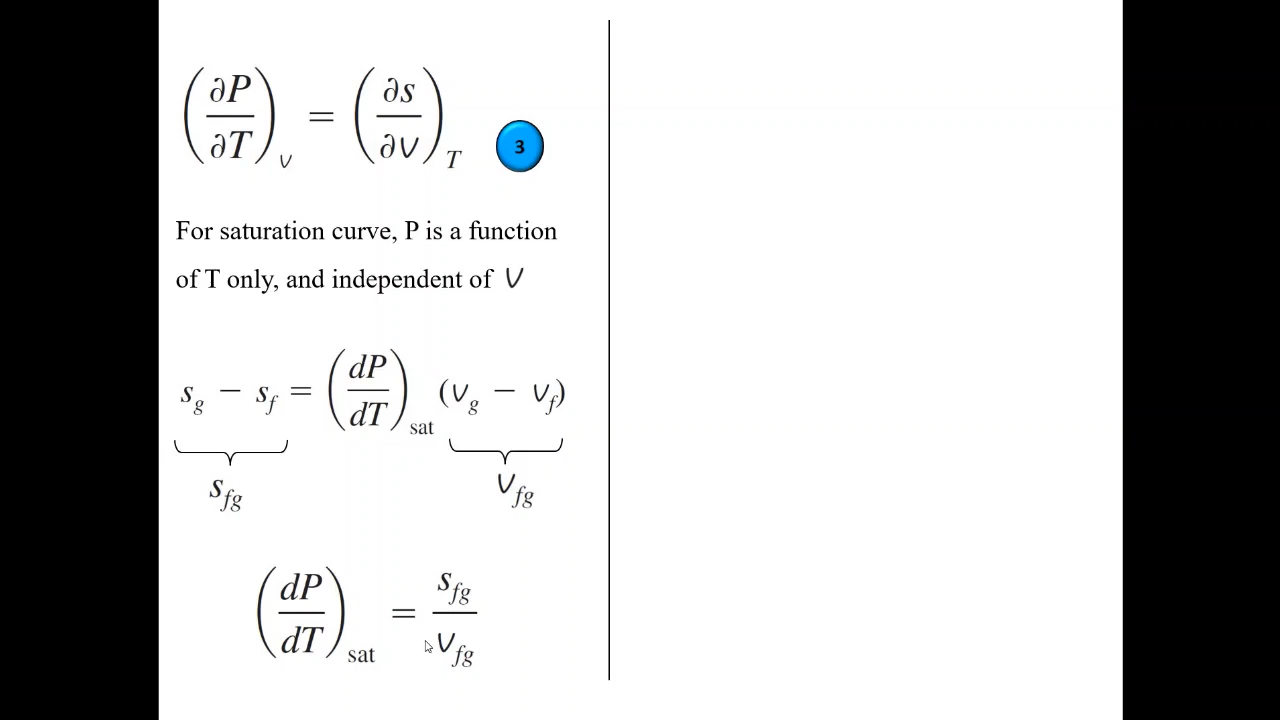 (∂P/∂T)_v = (∂s/∂v)_T 3
For saturation curve, P is a function
of T only, and independent of v
s_g − s_f = (dP/dT)_sat (v_g − v_f)
s_fg v_fg
(dP/dT)_sat = s_fg/v_fg